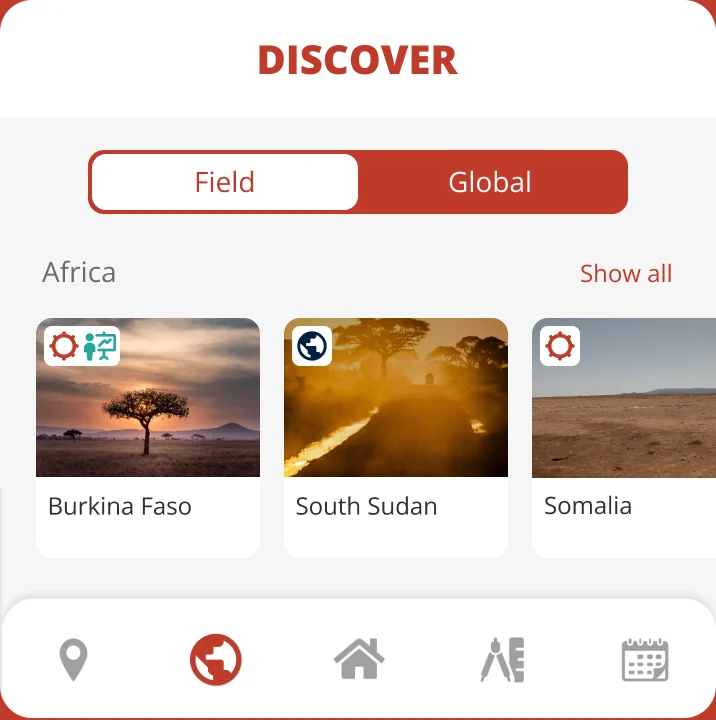 DISCOVER
Field
Global
Africa
Show all
Burkina Faso
South Sudan
Somalia